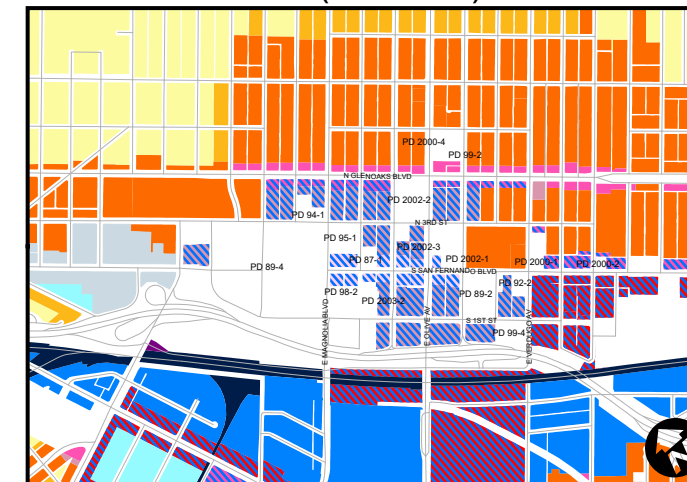 PD 2000-4
PD 99-2
N GLENOAKS BLVD
PD 2002-2
PD 94-1
N 3RD ST
PD 95-1
PD 2002-3
PD 87-1
PD 2002-1
PD 2000-1
PD 2000-2
PD 89-4
S SAN FERNANDO BLVD
PD 92-2
PD 98-2
PD 2003-2
PD 89-2
S 1ST ST
PD 99-4
E MAGNOLIA BLVD
E OLIVE AV
E VERDUGO AV